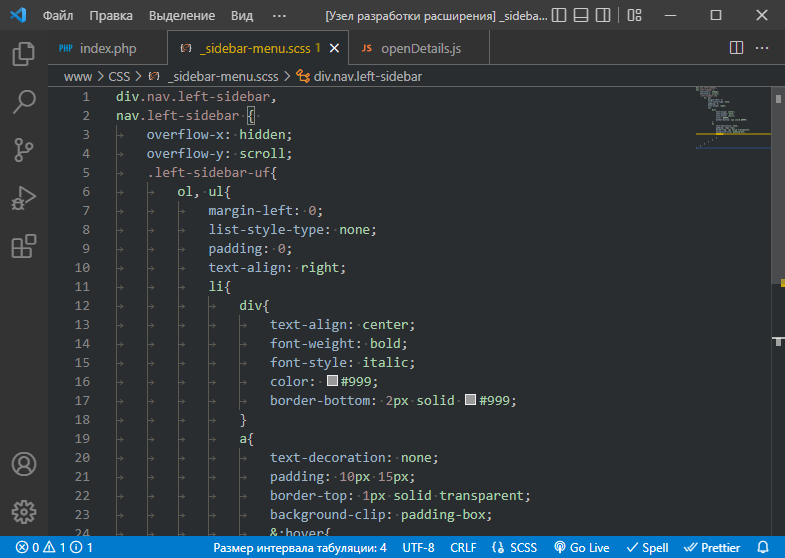 Файл Правка Выделение Вид ··· [Узел разработки расширения] _sideba...
PHP index.php _sidebar-menu.scss 1 JS openDetails.js
www > CSS > _sidebar-menu.scss > div.nav.left-sidebar
1 div.nav.left-sidebar,
2 nav.left-sidebar {
3 overflow-x: hidden;
4 overflow-y: scroll;
5 .left-sidebar-uf{
6 ol, ul{
7 margin-left: 0;
8 list-style-type: none;
9 padding: 0;
10 text-align: right;
11 li{
12 div{
13 text-align: center;
14 font-weight: bold;
15 font-style: italic;
16 color: #999;
17 border-bottom: 2px solid #999;
18 }
19 a{
20 text-decoration: none;
21 padding: 10px 15px;
22 border-top: 1px solid transparent;
23 background-clip: padding-box;
24 &:hover{
0 1 1 Размер интервала табуляции: 4 UTF-8 CRLF {} SCSS Go Live Spell Prettier